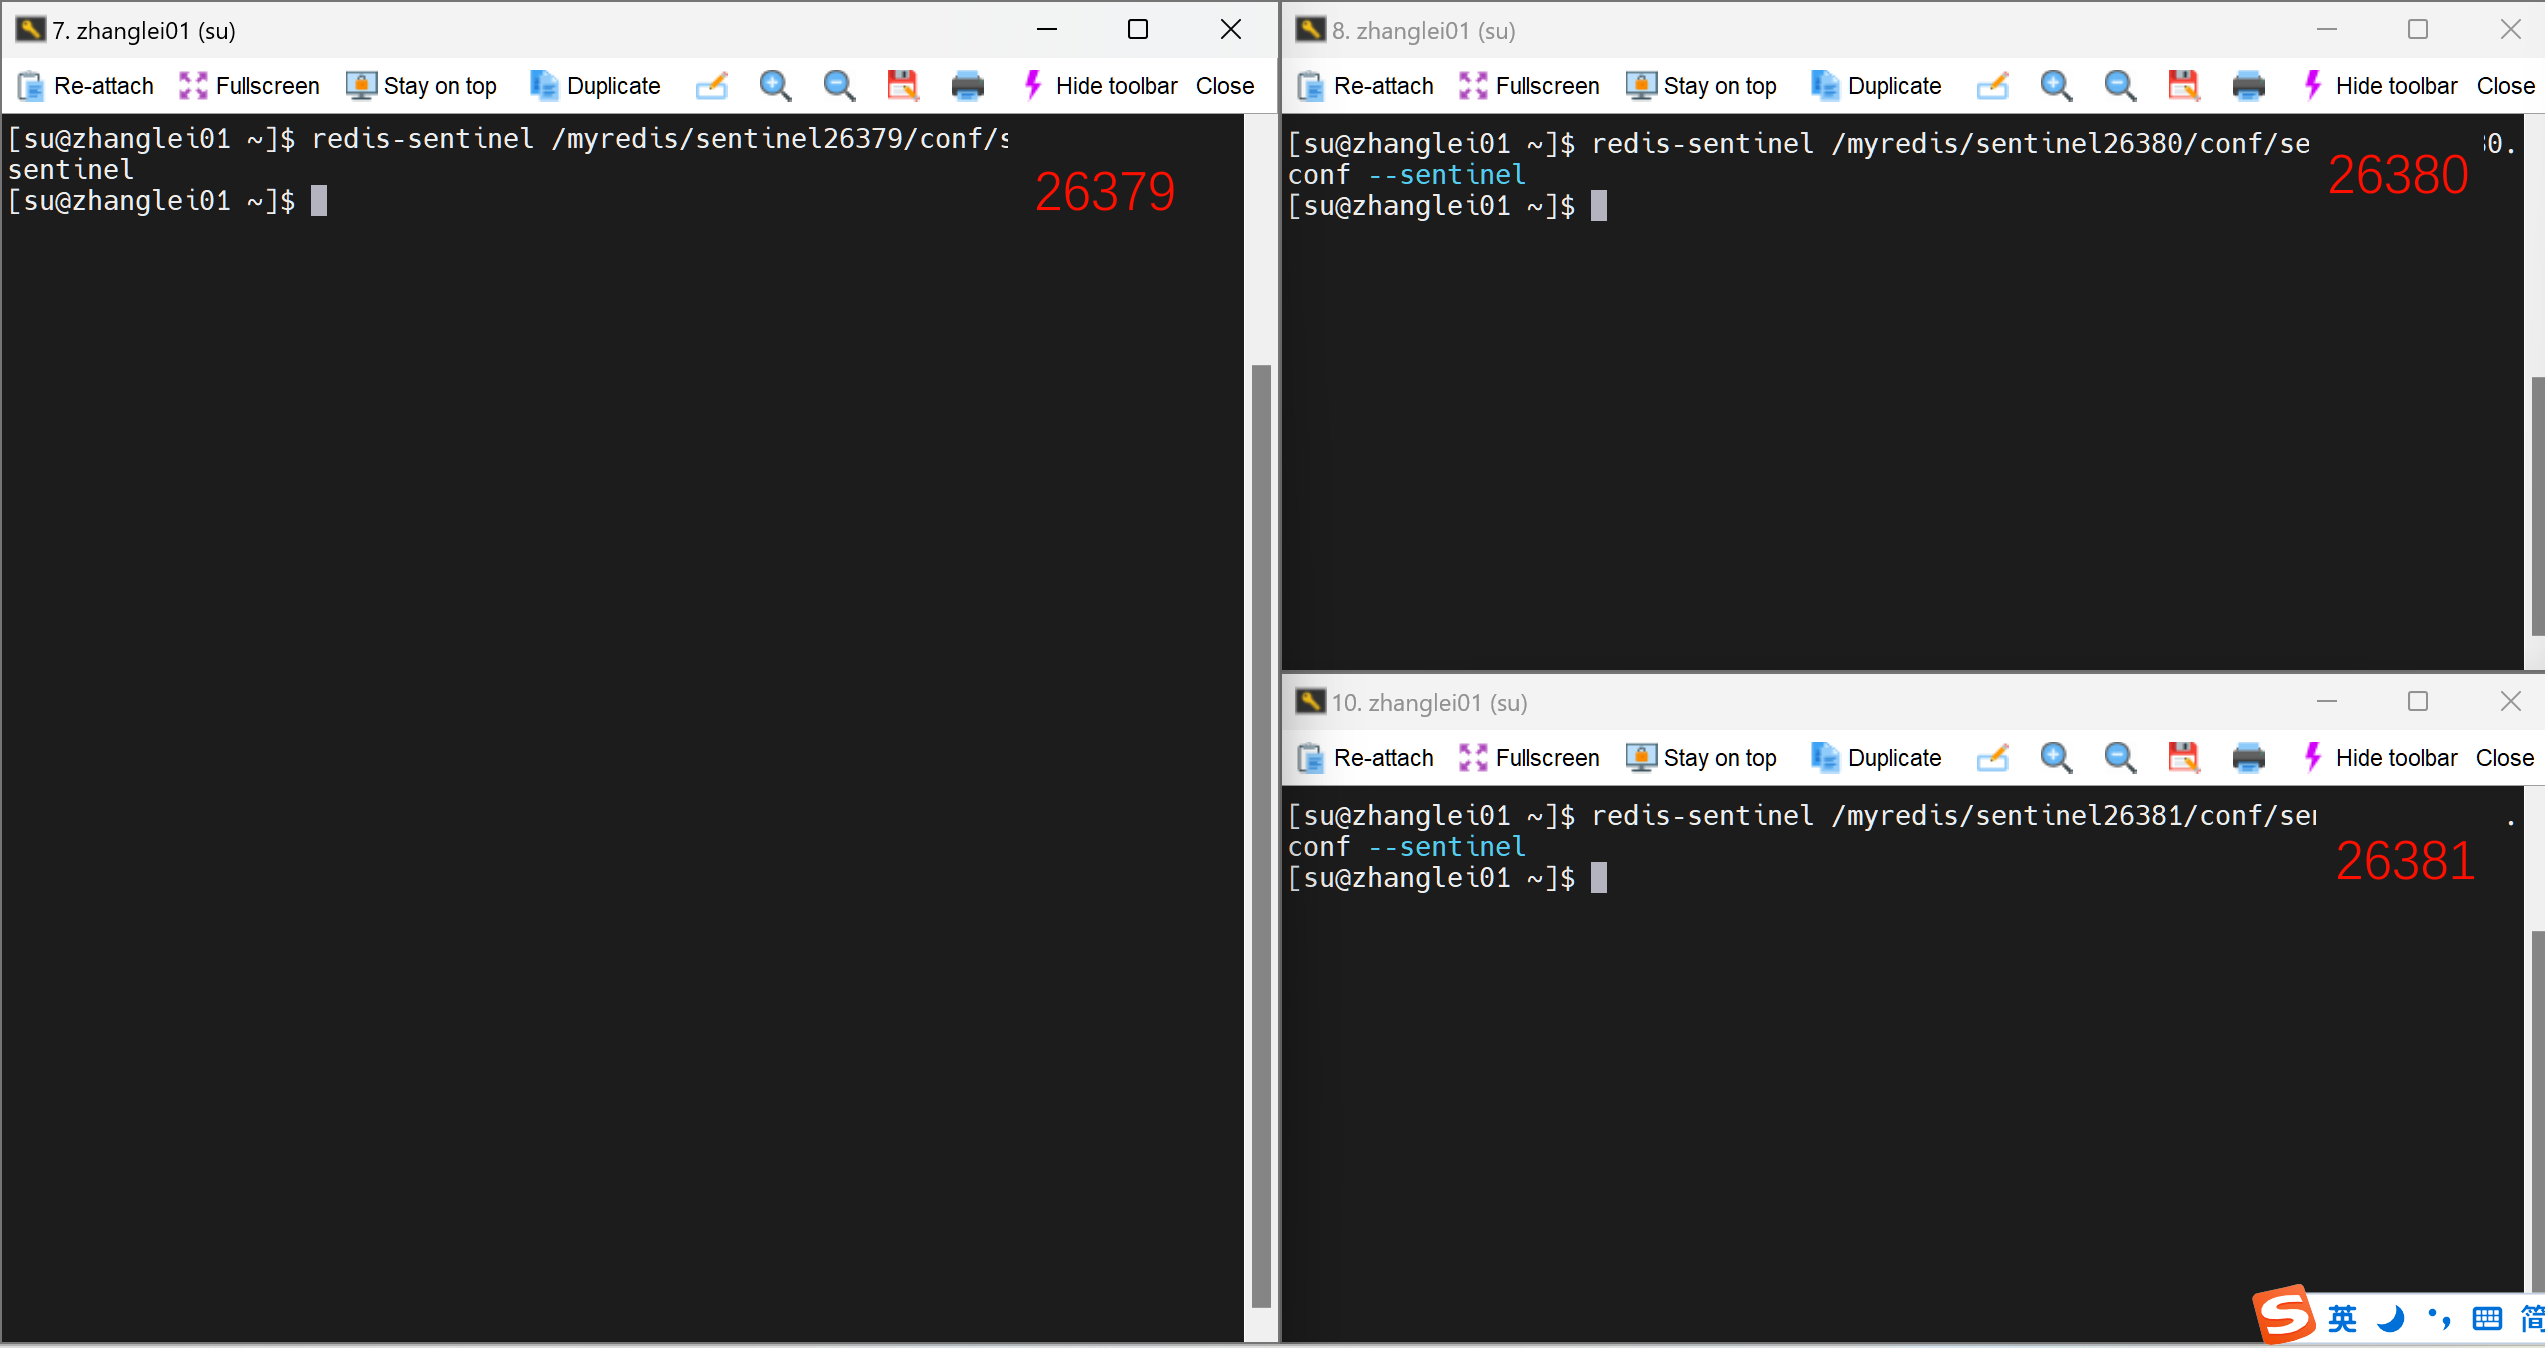 7. zhanglei01 (su)
Re-attach Fullscreen Stay on top Duplicate Hide toolbar Close
[su@zhanglei01 ~]$ redis-sentinel /myredis/sentinel26379/conf/s
sentinel
[su@zhanglei01 ~]$
26379
8. zhanglei01 (su)
Re-attach Fullscreen Stay on top Duplicate Hide toolbar Close
[su@zhanglei01 ~]$ redis-sentinel /myredis/sentinel26380/conf/se 0.
conf --sentinel
[su@zhanglei01 ~]$
26380
10. zhanglei01 (su)
Re-attach Fullscreen Stay on top Duplicate Hide toolbar Close
[su@zhanglei01 ~]$ redis-sentinel /myredis/sentinel26381/conf/sen .
conf --sentinel
[su@zhanglei01 ~]$
26381
英 简